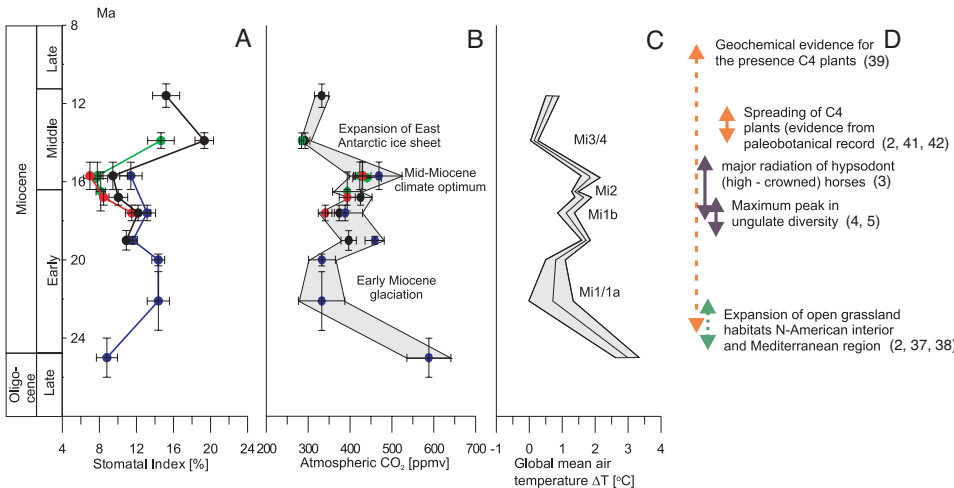 Ma
A
B
C
D
8
12
16
20
24
Miocene
Oligo-
cene
Late
Middle
Early
Late
4
8
12
16
20
24
Stomatal Index [%]
Expansion of East
Antarctic ice sheet
Mid-Miocene
climate optimum
Early Miocene
glaciation
200
300
400
500
600
700
Atmospheric CO2 [ppmv]
Mi3/4
Mi2
Mi1b
Mi1/1a
-1
0
1
2
3
4
Global mean air
temperature ΔT [°C]
Geochemical evidence for
the presence C4 plants (39)
Spreading of C4
plants (evidence from
paleobotanical record) (2, 41, 42)
major radiation of hypsodont
(high - crowned) horses (3)
Maximum peak in
ungulate diversity (4, 5)
Expansion of open grassland
habitats N-American interior
and Mediterranean region (2, 37, 38)